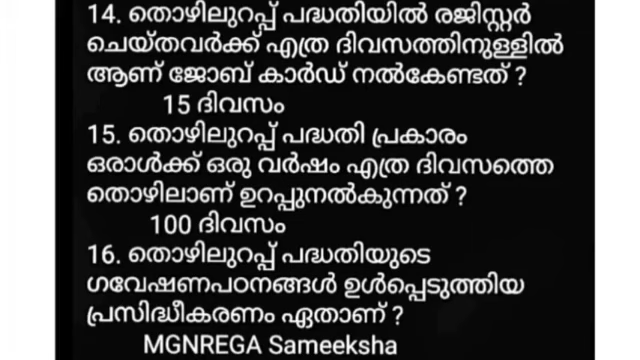 14. തൊഴിലുറപ്പ് പദ്ധതിയിൽ രജിസ്റ്റർ
ചെയ്തവർക്ക് എത്ര ദിവസത്തിനുള്ളിൽ
ആണ് ജോബ് കാർഡ് നൽകേണ്ടത് ?
15 ദിവസം
15. തൊഴിലുറപ്പ് പദ്ധതി പ്രകാരം
ഒരാൾക്ക് ഒരു വർഷം എത്ര ദിവസത്തെ
തൊഴിലാണ് ഉറപ്പുനൽകുന്നത് ?
100 ദിവസം
16. തൊഴിലുറപ്പ് പദ്ധതിയുടെ
ഗവേഷണപഠനങ്ങൾ ഉൾപ്പെടുത്തിയ
പ്രസിദ്ധീകരണം ഏതാണ് ?
MGNREGA Sameeksha